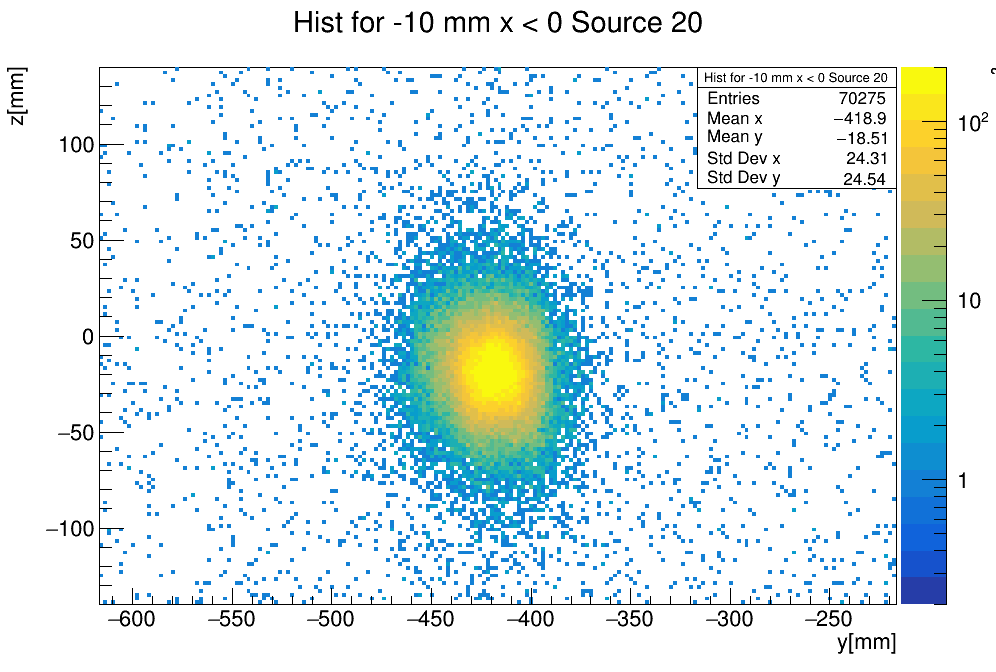 Hist for -10 mm x < 0 Source 20
z[mm]
Hist for -10 mm x < 0 Source 20
Entries 70275
Mean x −418.9
Mean y −18.51
Std Dev x 24.31
Std Dev y 24.54
100
50
0
−50
−100
−600 −550 −500 −450 −400 −350 −300 −250
y[mm]
10²
10
1